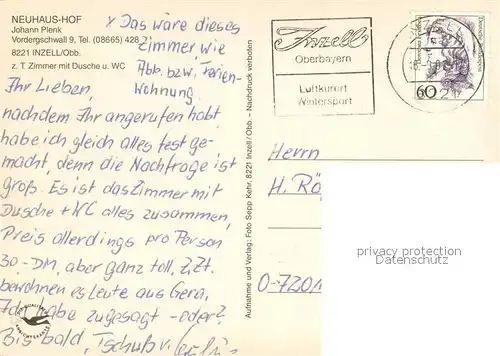 NEUHAUS-HOF
Johann Plenk
Vordergschwall 9, Tel. (08665) 428
8221 INZELL/Obb.
z. T. Zimmer mit Dusche u. WC
x Das wäre dieses
Zimmer, wie
Abb. bzw. Ferien-
wohnung.
Ihr Lieben,
nachdem Ihr angerufen habt
habe ich gleich alles fest ge-
macht, denn die Nachfrage ist
groß. Es ist das Zimmer mit
Dusche + WC alles zusammen,
Preis allerdings pro Person
30,-DM, aber ganz toll, z.Zt.
bewohnen es Leute aus Gera.
habe zugesagt - oder?
Bis bald, Tschüß v.
Aufnahme und Verlag: Foto Sepp Kehr, 8221 Inzell/Obb. - Nachdruck verboten
Inzell
Oberbayern
Luftkurort
Wintersport
60
Herrn
H. Rö
O-7201
privacy protection
Datenschutz